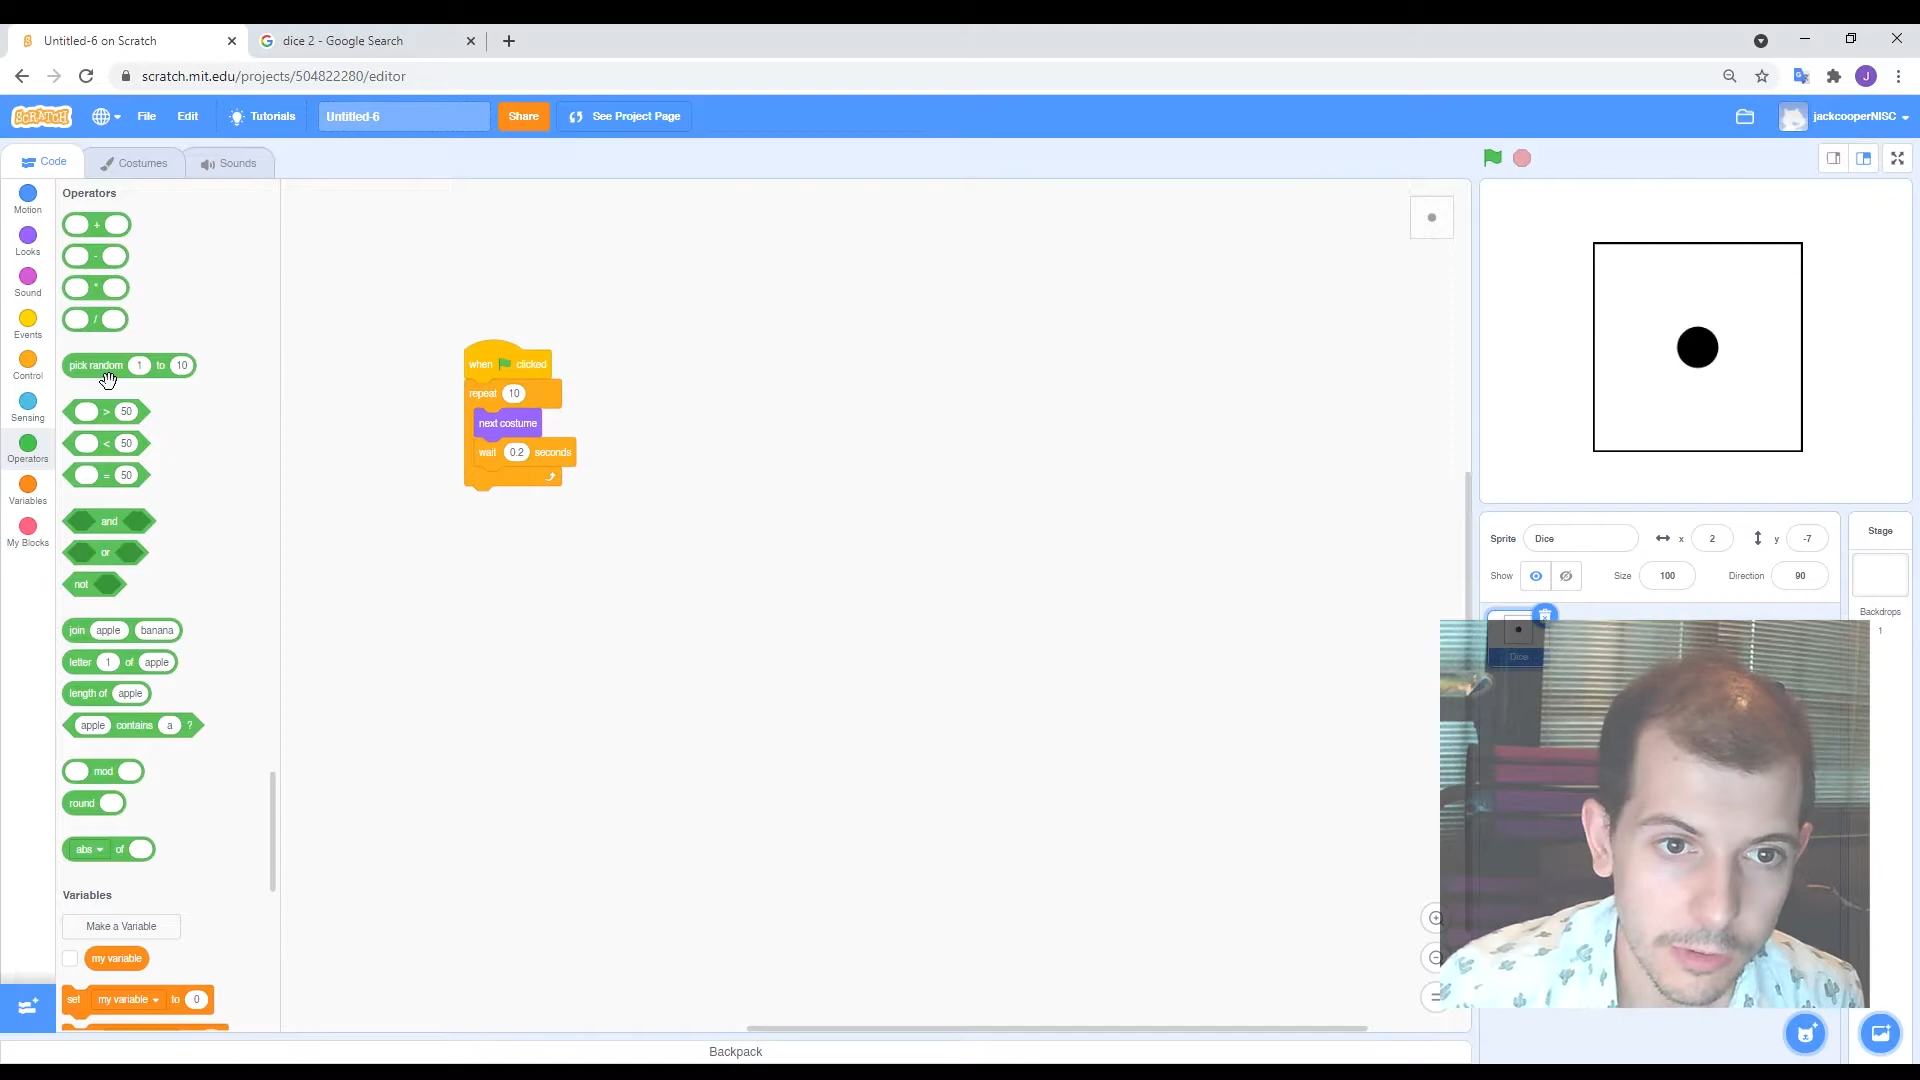 Untitled-6 on Scratch
dice 2 - Google Search
scratch.mit.edu/projects/504822280/editor
J
SCRATCH
File
Edit
Tutorials
Untitled-6
Share
See Project Page
jackcooperNISC
Code
Costumes
Sounds
Motion
Looks
Sound
Events
Control
Sensing
Operators
Variables
My Blocks
Operators
+
-
*
/
pick random 1 to 10
> 50
< 50
= 50
and
or
not
join apple banana
letter 1 of apple
length of apple
apple contains a ?
mod
round
abs of
Variables
Make a Variable
my variable
set my variable to 0
when clicked
repeat 10
next costume
wait 0.2 seconds
Sprite Dice x 2 y -7
Show Size 100 Direction 90
Dice
Stage
Backdrops
1
Backpack